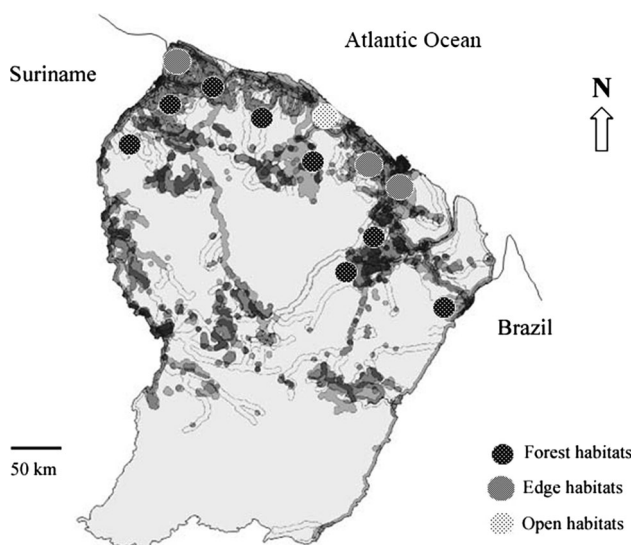 Atlantic Ocean
Suriname
N
Brazil
50 km
Forest habitats
Edge habitats
Open habitats